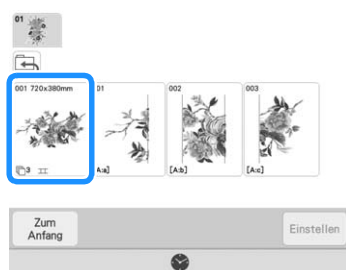 01
001 720x380mm
01
002
003
3
A:a]
[A:b]
[A:c]
Zum
Anfang
Einstellen